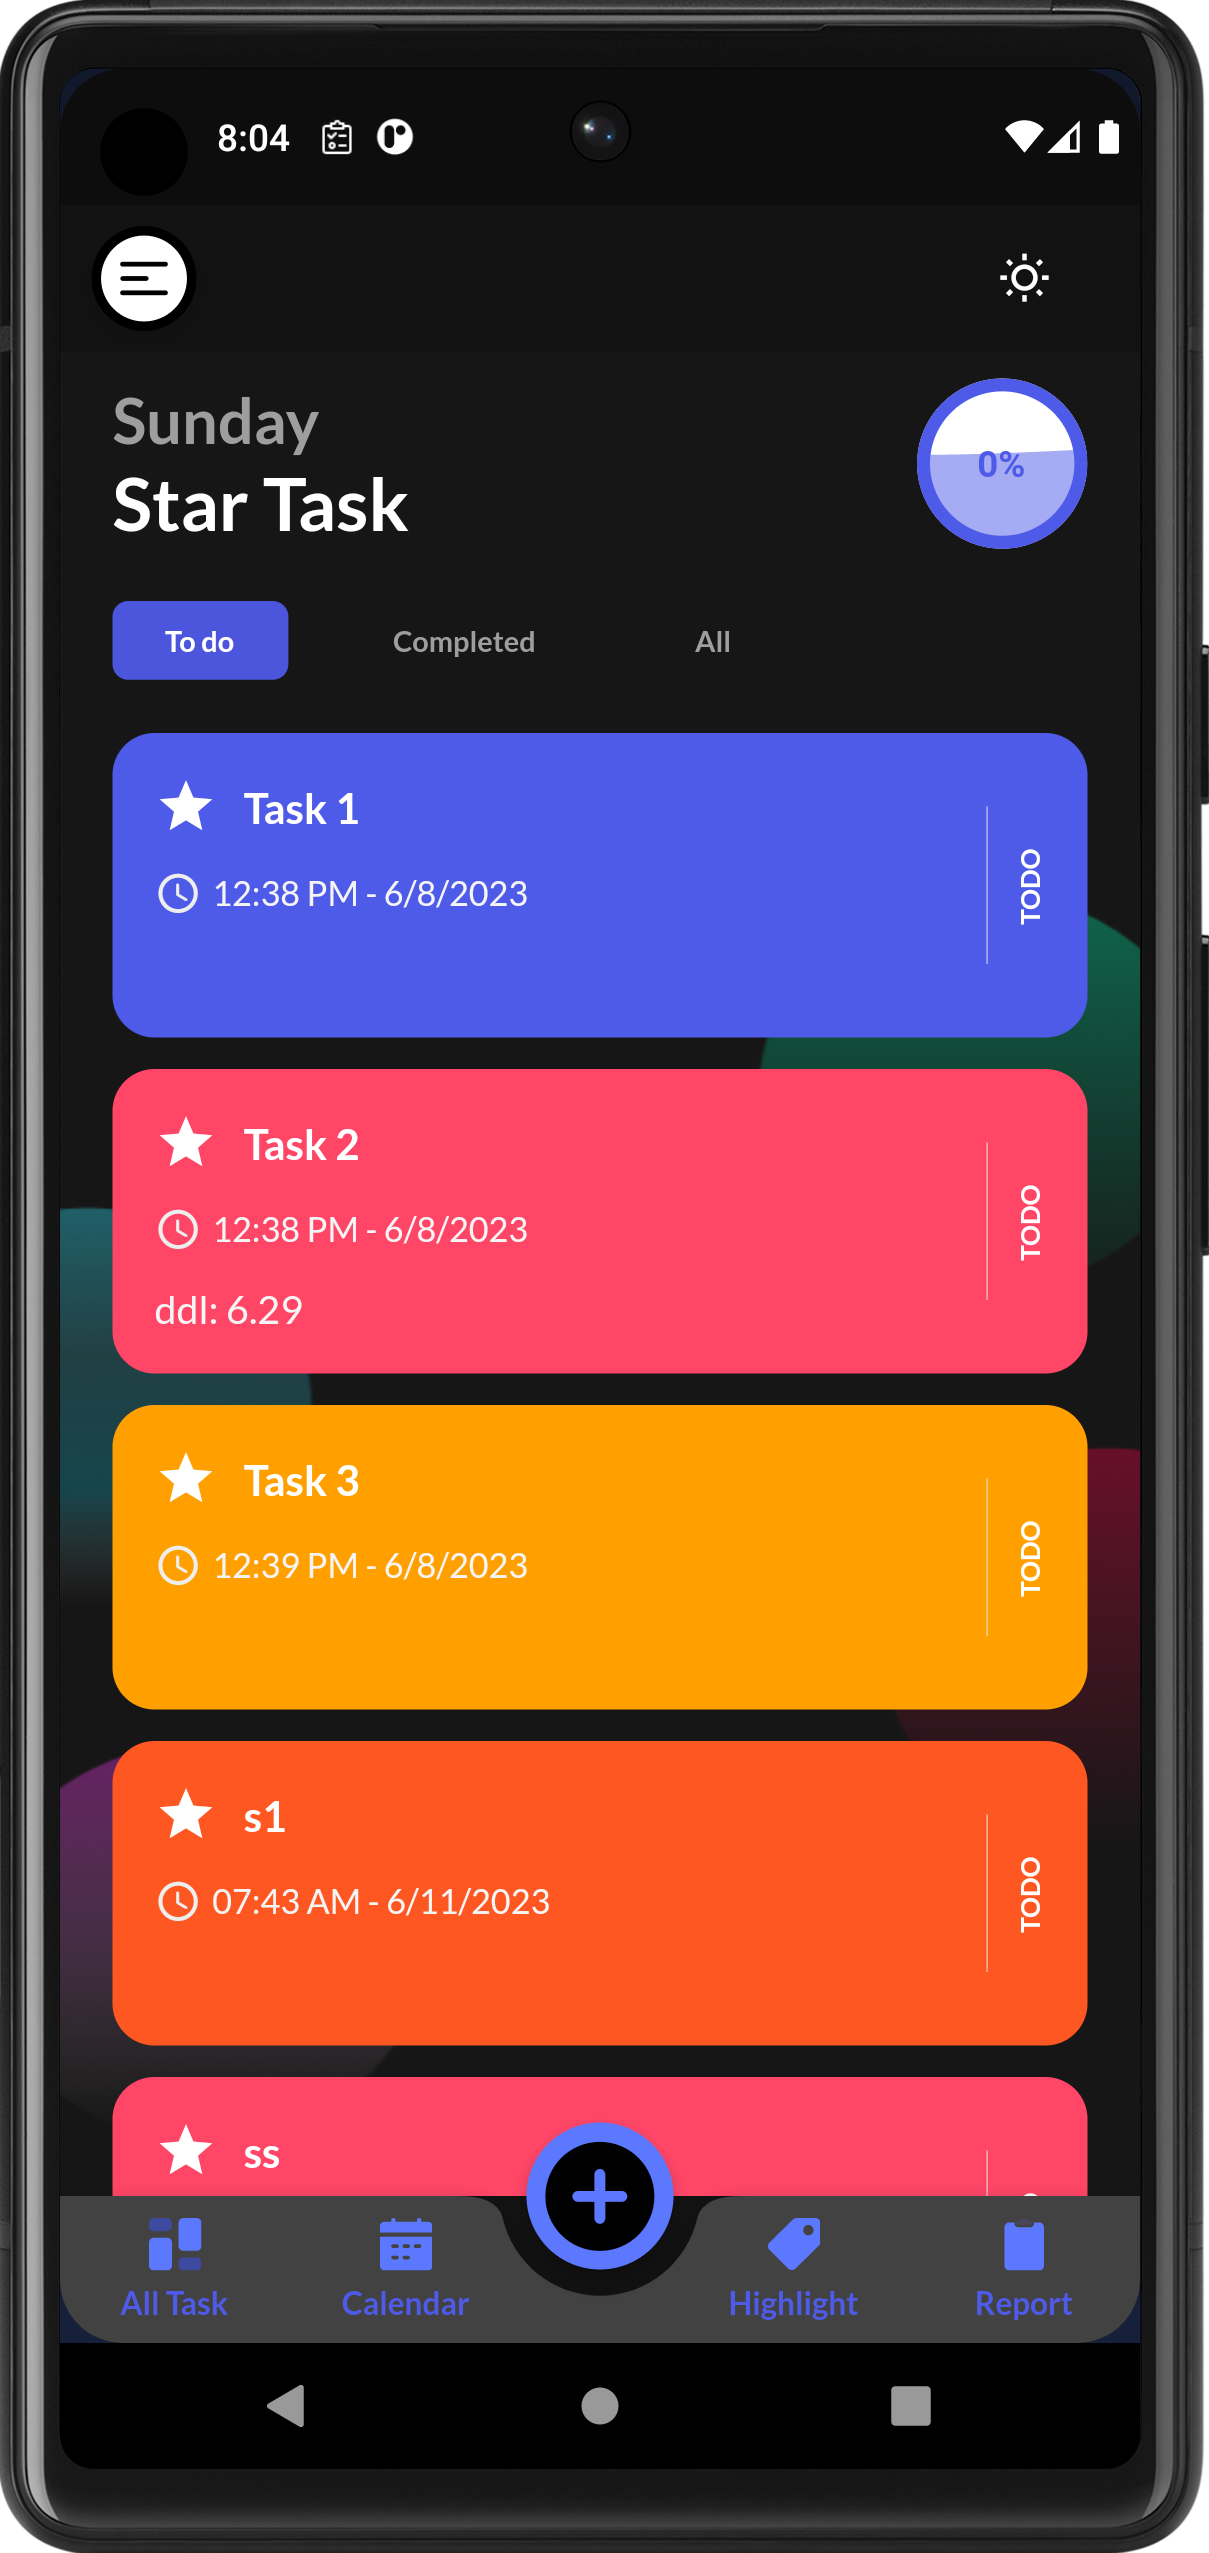 8:04
Sunday
Star Task
0%
To do
Completed
All
Task 1
12:38 PM - 6/8/2023
TODO
Task 2
12:38 PM - 6/8/2023
ddl: 6.29
TODO
Task 3
12:39 PM - 6/8/2023
TODO
s1
07:43 AM - 6/11/2023
TODO
ss
All Task
Calendar
Highlight
Report